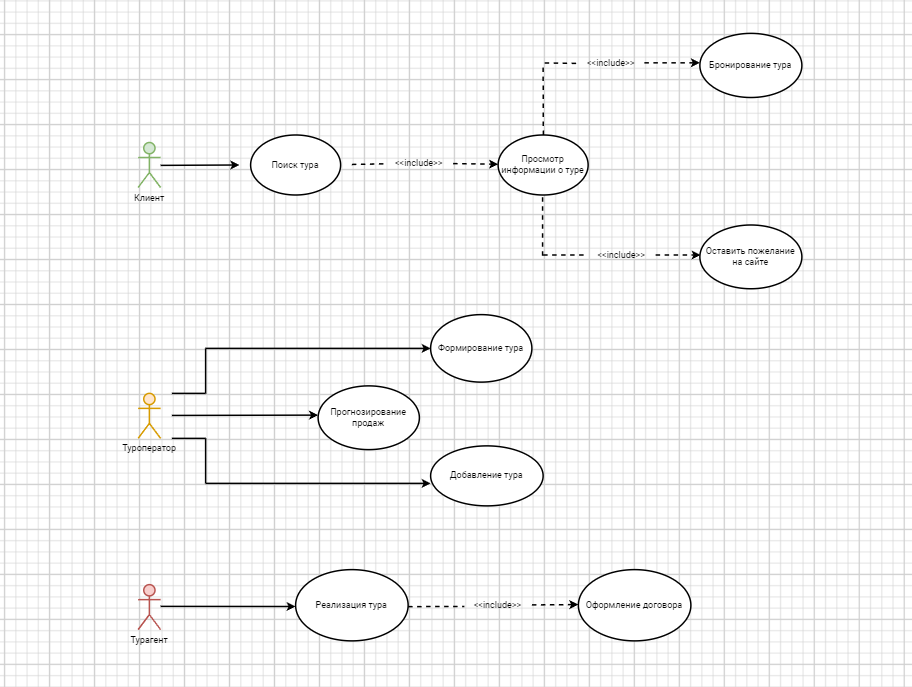 <<include>>
Бронирование тура
Клиент
Поиск тура
<<include>>
Просмотр
информации о туре
<<include>>
Оставить пожелание
на сайте
Формирование тура
Туроператор
Прогнозирование
продаж
Добавление тура
Турагент
Реализация тура
<<include>>
Оформление договора